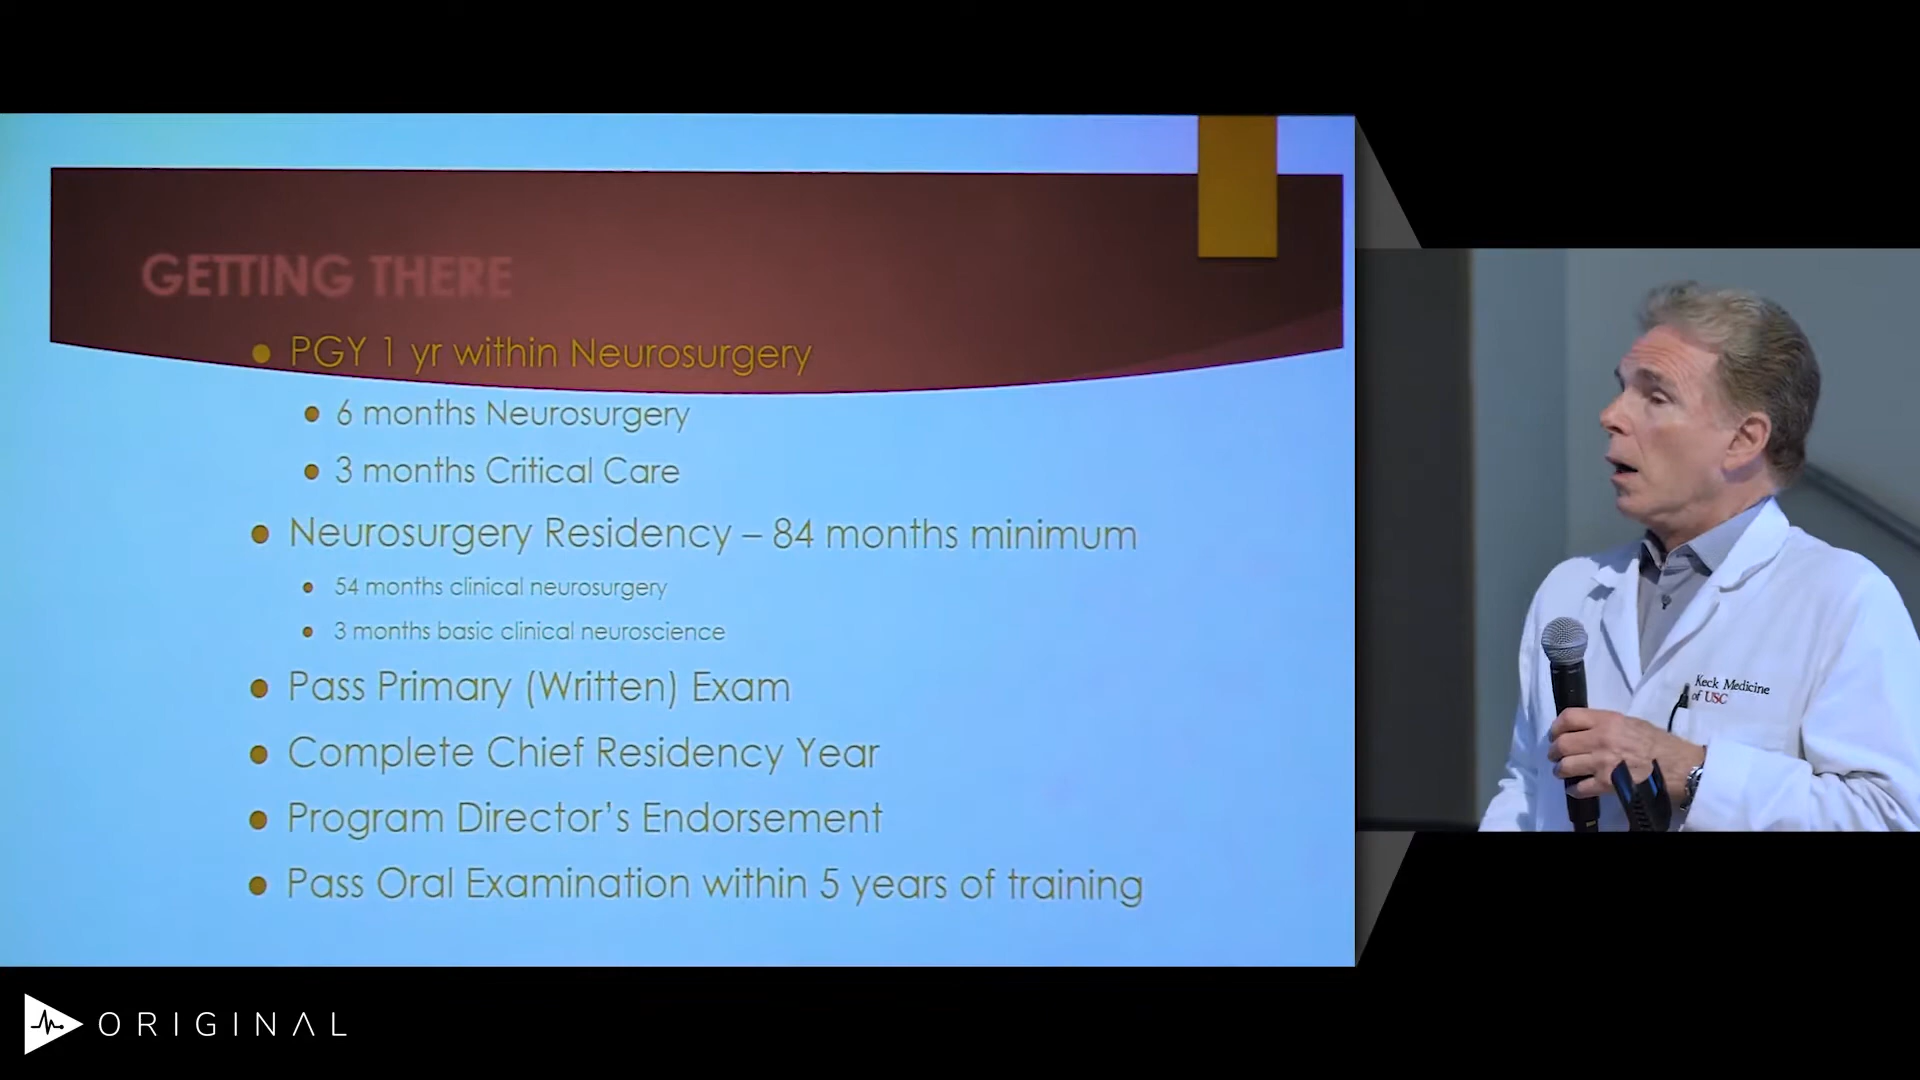 GETTING THERE
PGY 1 yr within Neurosurgery
6 months Neurosurgery
3 months Critical Care
Neurosurgery Residency – 84 months minimum
54 months clinical neurosurgery
3 months basic clinical neuroscience
Pass Primary (Written) Exam
Complete Chief Residency Year
Program Director’s Endorsement
Pass Oral Examination within 5 years of training
Keck Medicine
of USC
ORIGINAL